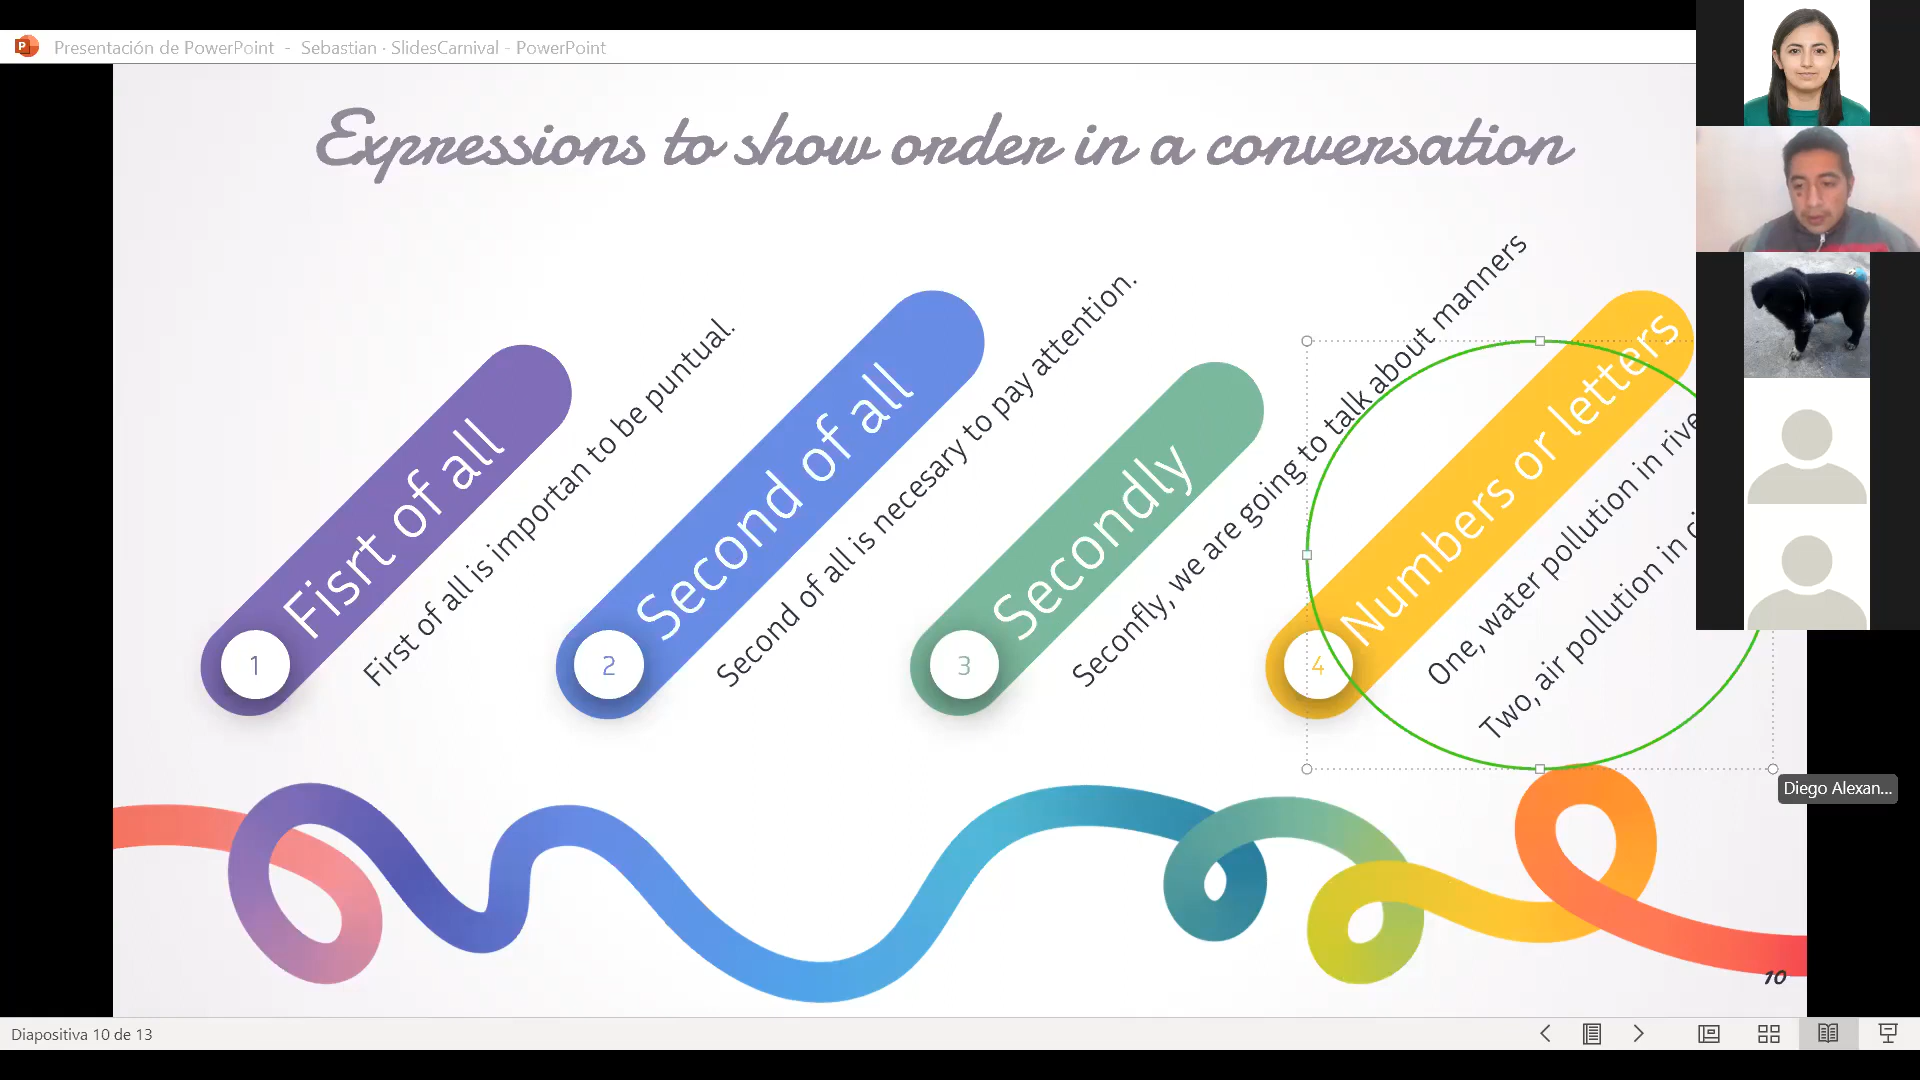 Presentación de PowerPoint - Sebastian · SlidesCarnival - PowerPoint
Expressions to show order in a conversation
1
Fisrt of all
First of all is importan to be puntual.
2
Second of all
Second of all is necesary to pay attention.
3
Secondly
Seconfly, we are going to talk about manners
4
Numbers or letters
One, water pollution in
Two, air pollution in
Diego Alexan...
10
Diapositiva 10 de 13